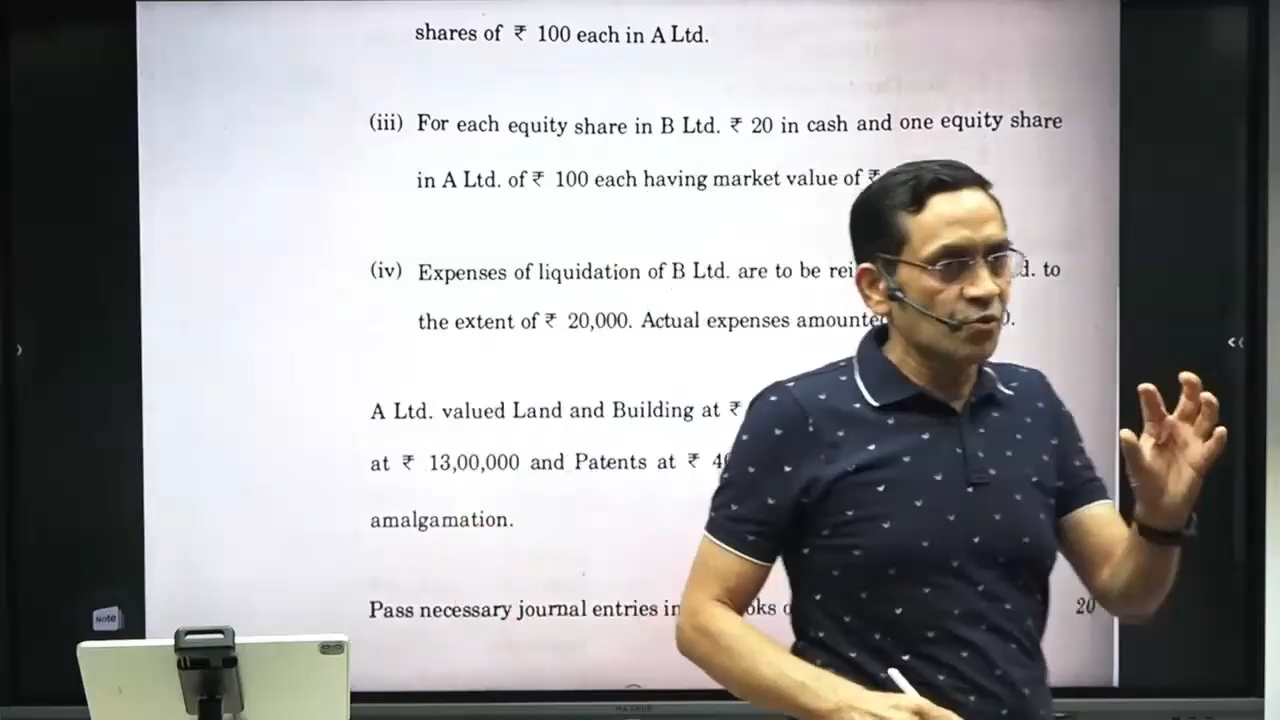 shares of ₹ 100 each in A Ltd.
(iii) For each equity share in B Ltd. ₹ 20 in cash and one equity share
in A Ltd. of ₹ 100 each having market value of ₹
(iv) Expenses of liquidation of B Ltd. are to be d. to
the extent of ₹ 20,000. Actual expenses
A Ltd. valued Land and Building at ₹
at ₹ 13,00,000 and Patents at ₹
amalgamation.
Pass necessary journal entries in 20
Note